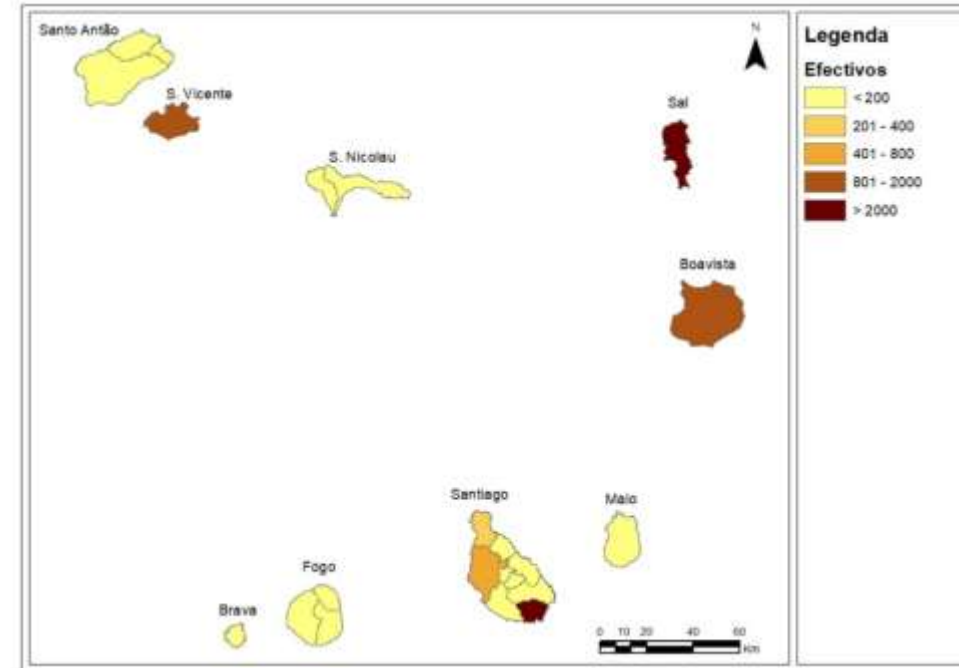 Santo Antão
S. Vicente
S. Nicolau
Sal
Boavista
Santiago
Maio
Fogo
Brava
N
0 10 20 40 60
Km
Legenda
Efectivos
< 200
201 - 400
401 - 800
801 - 2000
> 2000